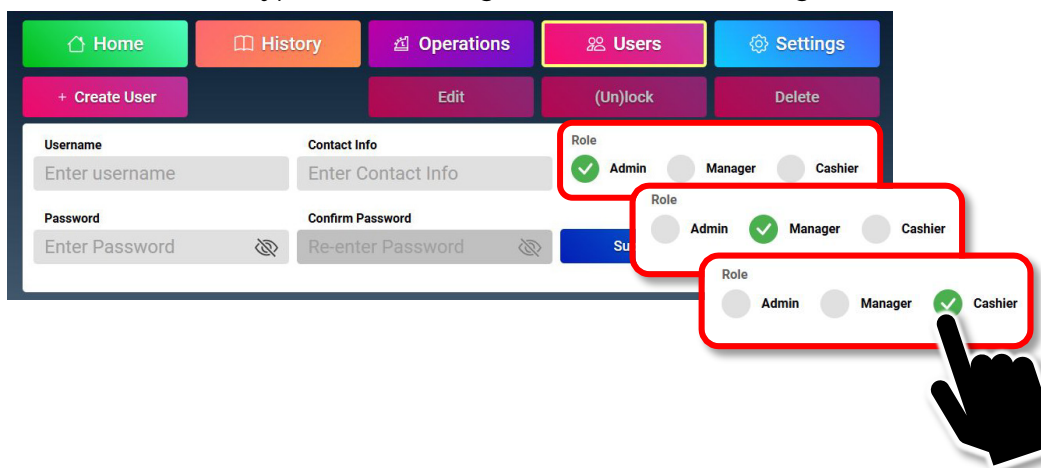 Home History Operations Users Settings
+ Create User Edit (Un)lock Delete
Username Contact Info Role
Enter username Enter Contact Info Admin Manager Cashier
Role
Password Confirm Password Admin Manager Cashier
Enter Password Re-enter Password Su
Role
Admin Manager Cashier